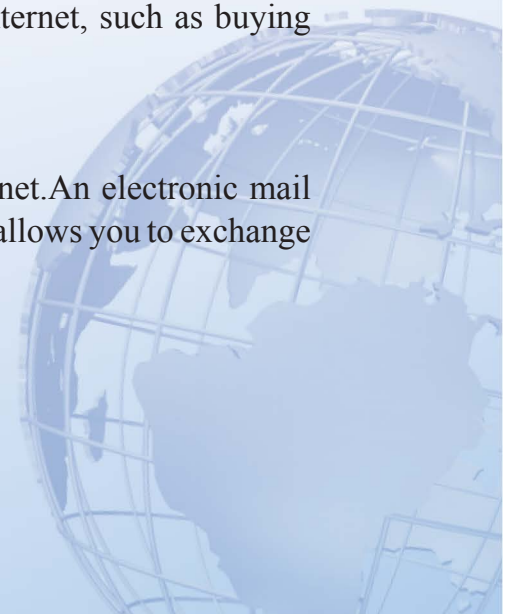 ternet, such as buying
net.An electronic mail
allows you to exchange